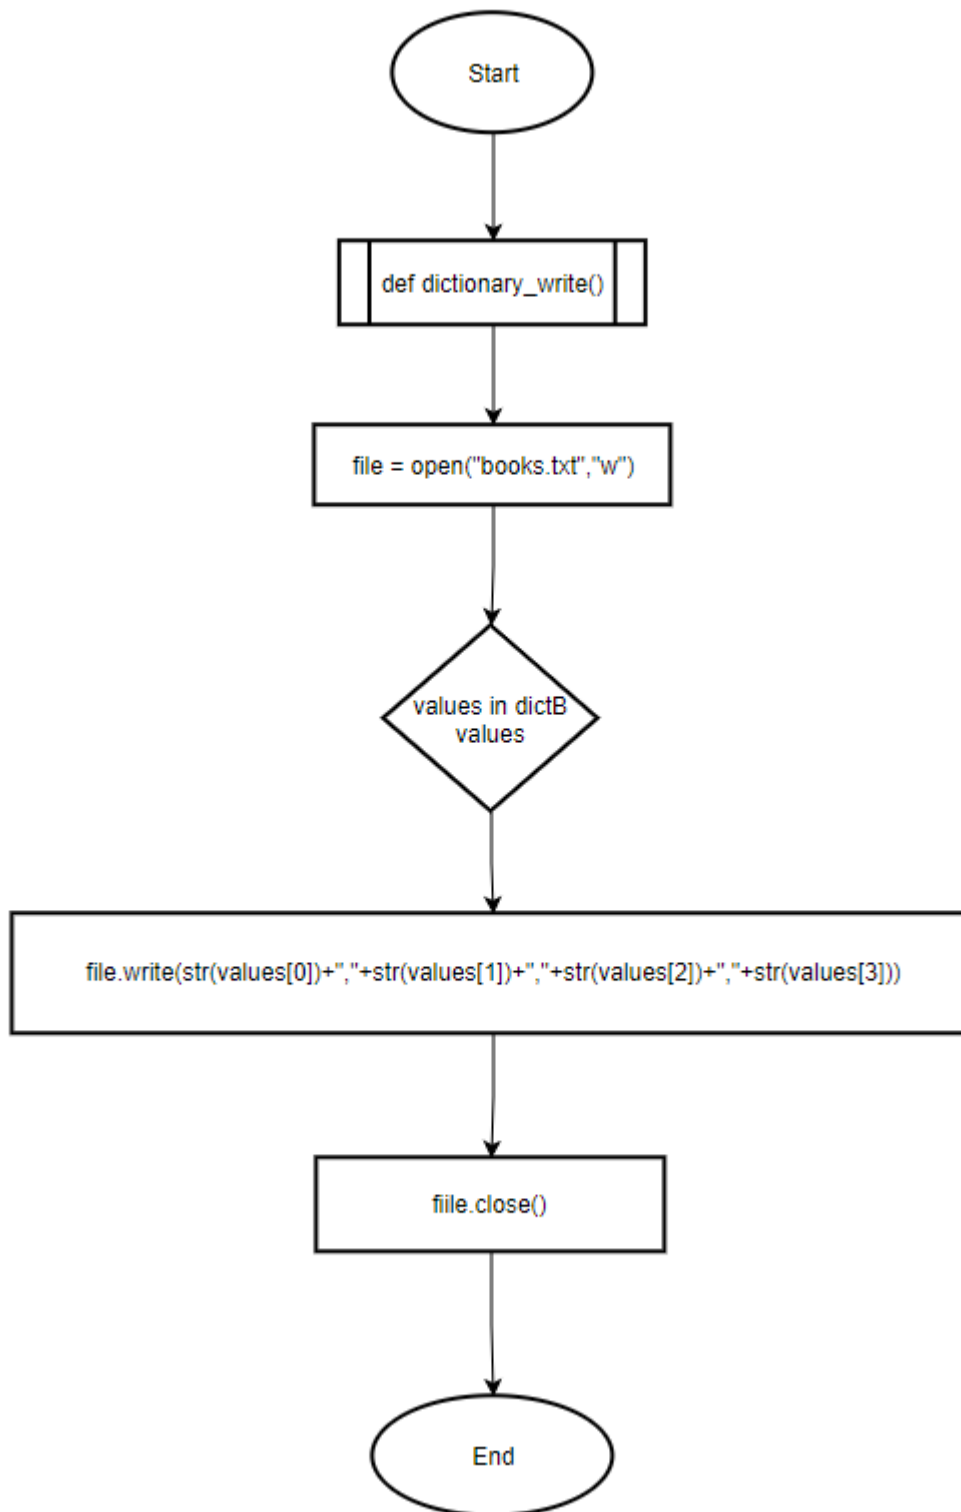 Start
def dictionary_write()
file = open("books.txt","w")
values in dictB
values
file.write(str(values[0])+","+str(values[1])+","+str(values[2])+","+str(values[3]))
fiile.close()
End